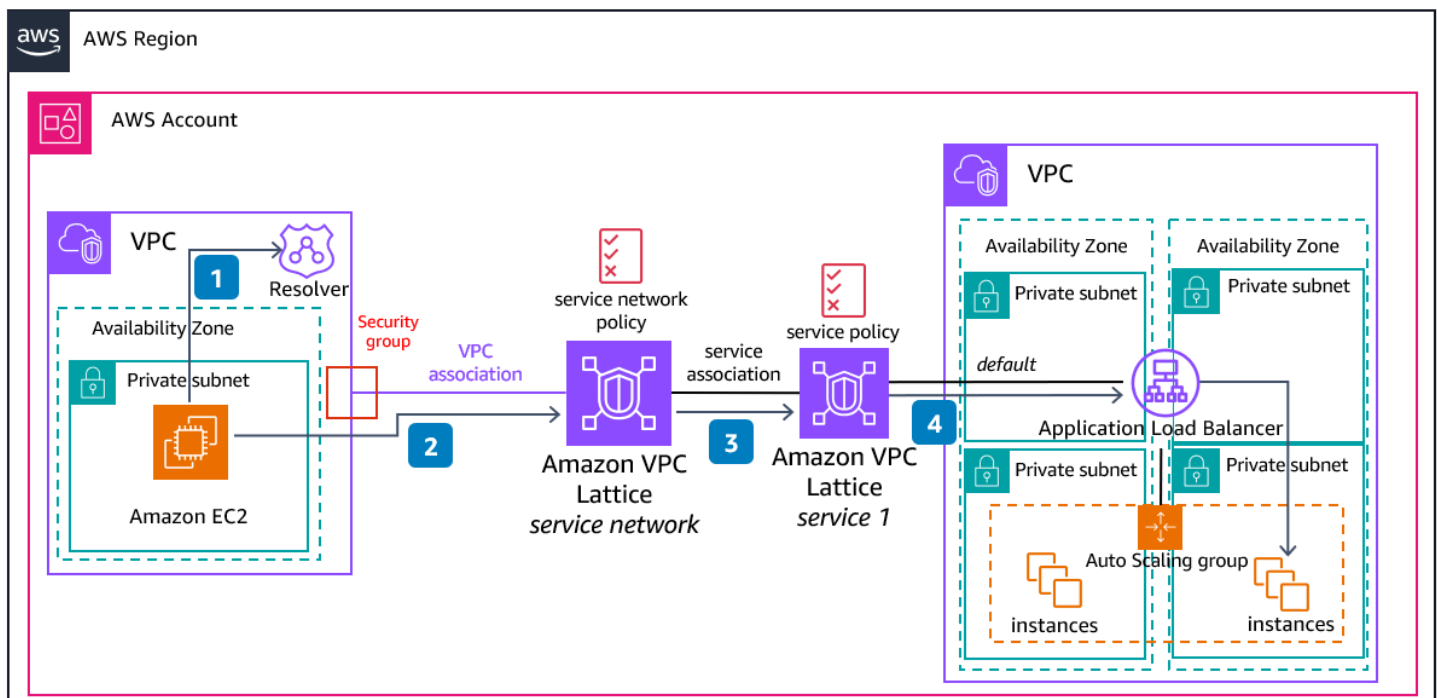 aws
AWS Region
AWS Account
VPC
1
Resolver
Availability Zone
Private subnet
Amazon EC2
Security
group
VPC
association
2
service network
policy
Amazon VPC
Lattice
service network
service
association
3
service policy
Amazon VPC
Lattice
service 1
4
default
VPC
Availability Zone
Availability Zone
Private subnet
Private subnet
Application Load Balancer
Private subnet
Private subnet
Auto Scaling group
instances
instances